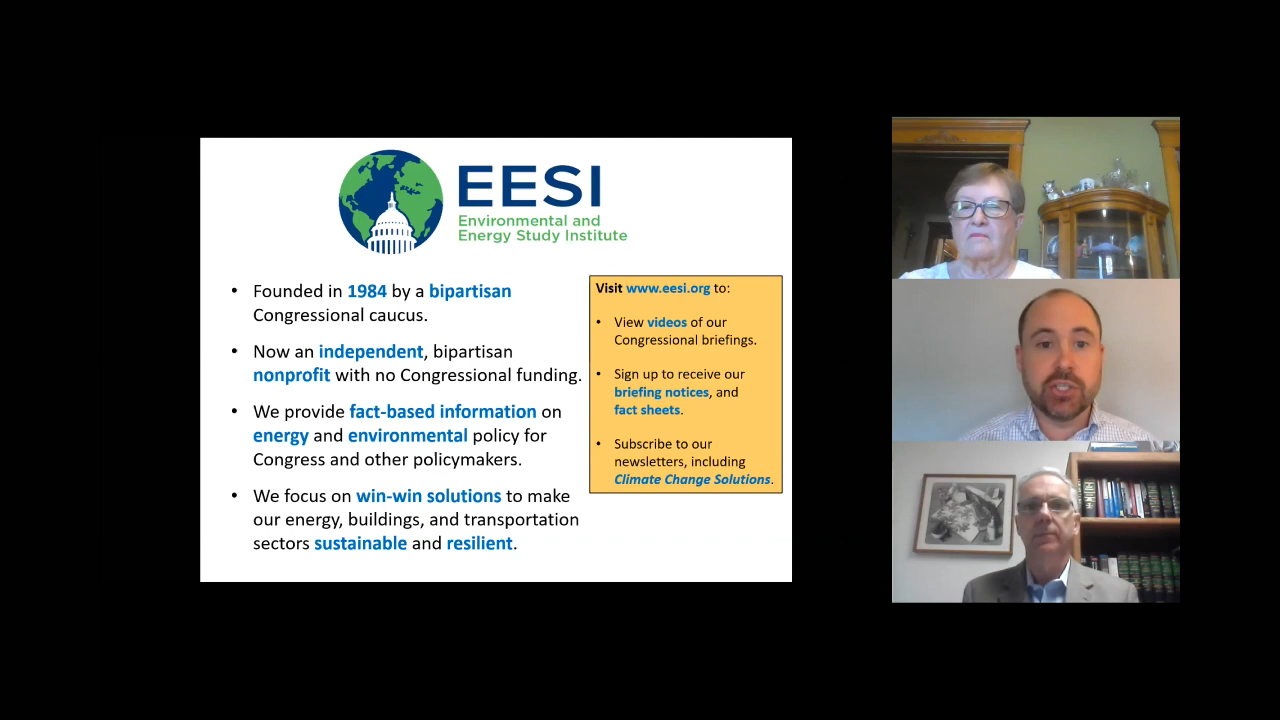 EESI
Environmental and
Energy Study Institute
• Founded in 1984 by a bipartisan
Congressional caucus.
• Now an independent, bipartisan
nonprofit with no Congressional funding.
• We provide fact-based information on
energy and environmental policy for
Congress and other policymakers.
• We focus on win-win solutions to make
our energy, buildings, and transportation
sectors sustainable and resilient.
Visit www.eesi.org to:
• View videos of our
Congressional briefings.
• Sign up to receive our
briefing notices, and
fact sheets.
• Subscribe to our
newsletters, including
Climate Change Solutions.